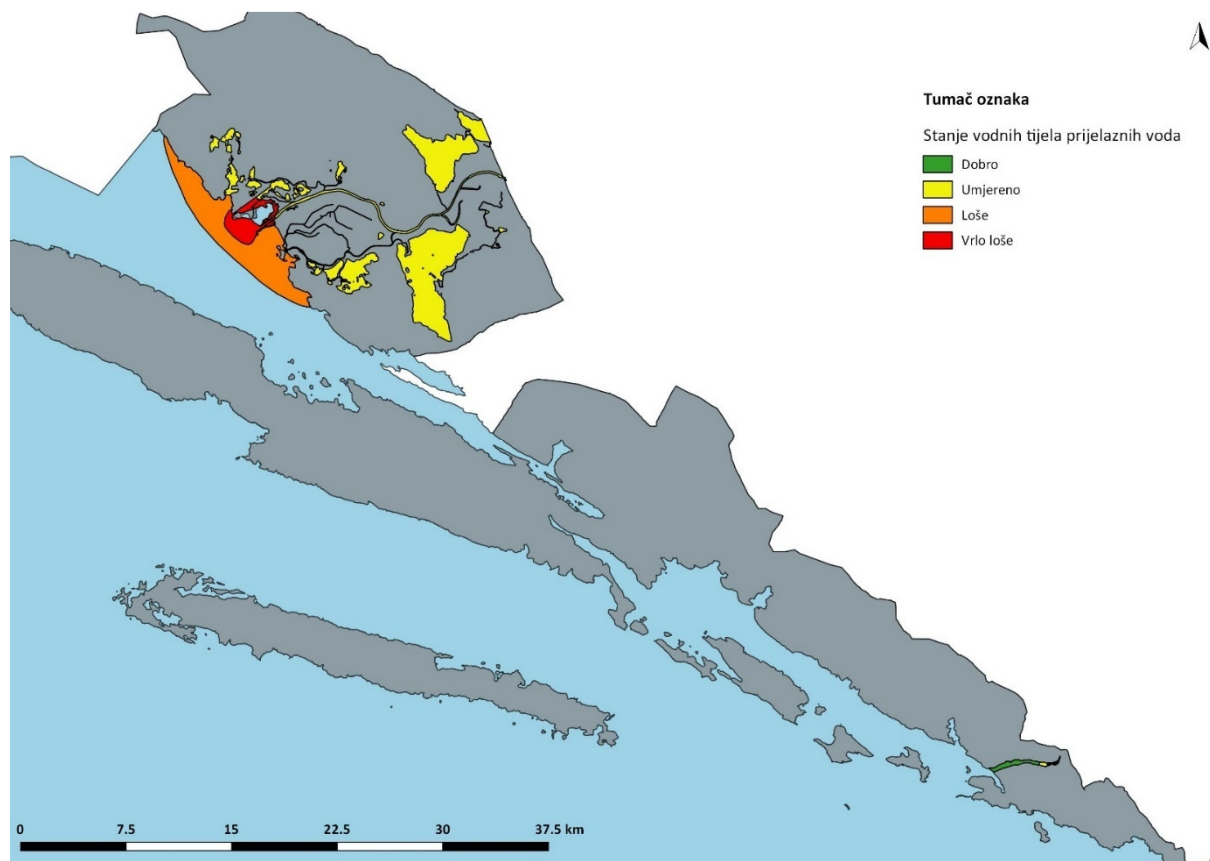 Tumač oznaka
Stanje vodnih tijela prijelaznih voda
Dobro
Umjereno
Loše
Vrlo loše
0 7.5 15 22.5 30 37.5 km